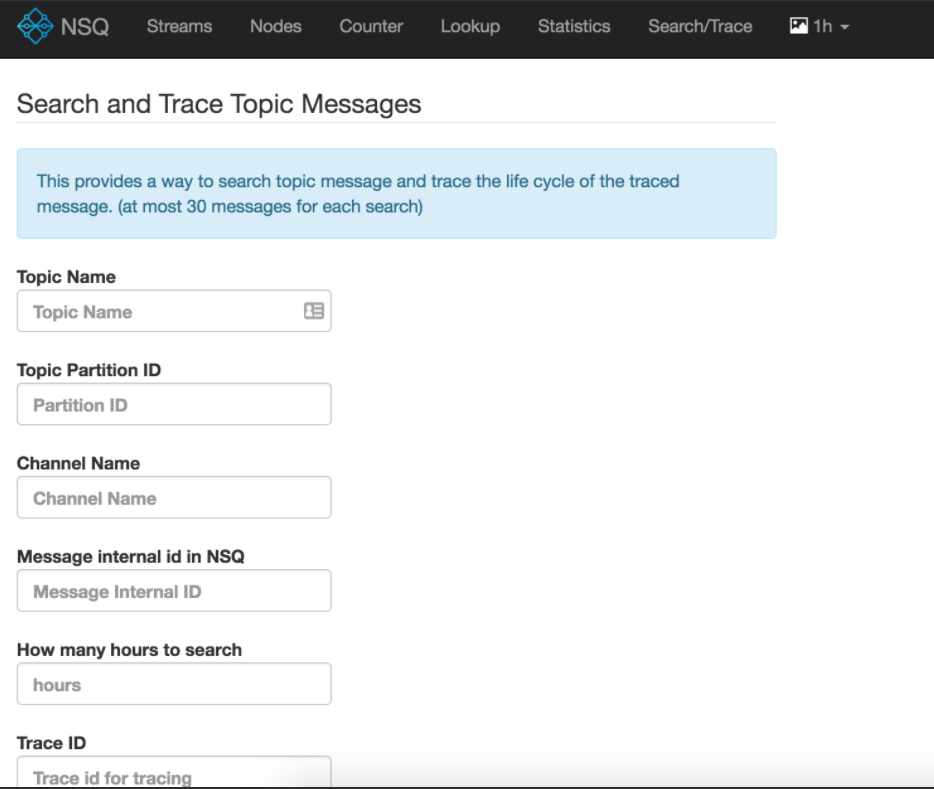 NSQ Streams Nodes Counter Lookup Statistics Search/Trace 1h
Search and Trace Topic Messages
This provides a way to search topic message and trace the life cycle of the traced
message. (at most 30 messages for each search)
Topic Name
Topic Name
Topic Partition ID
Partition ID
Channel Name
Channel Name
Message internal id in NSQ
Message Internal ID
How many hours to search
hours
Trace ID
Trace id for tracing